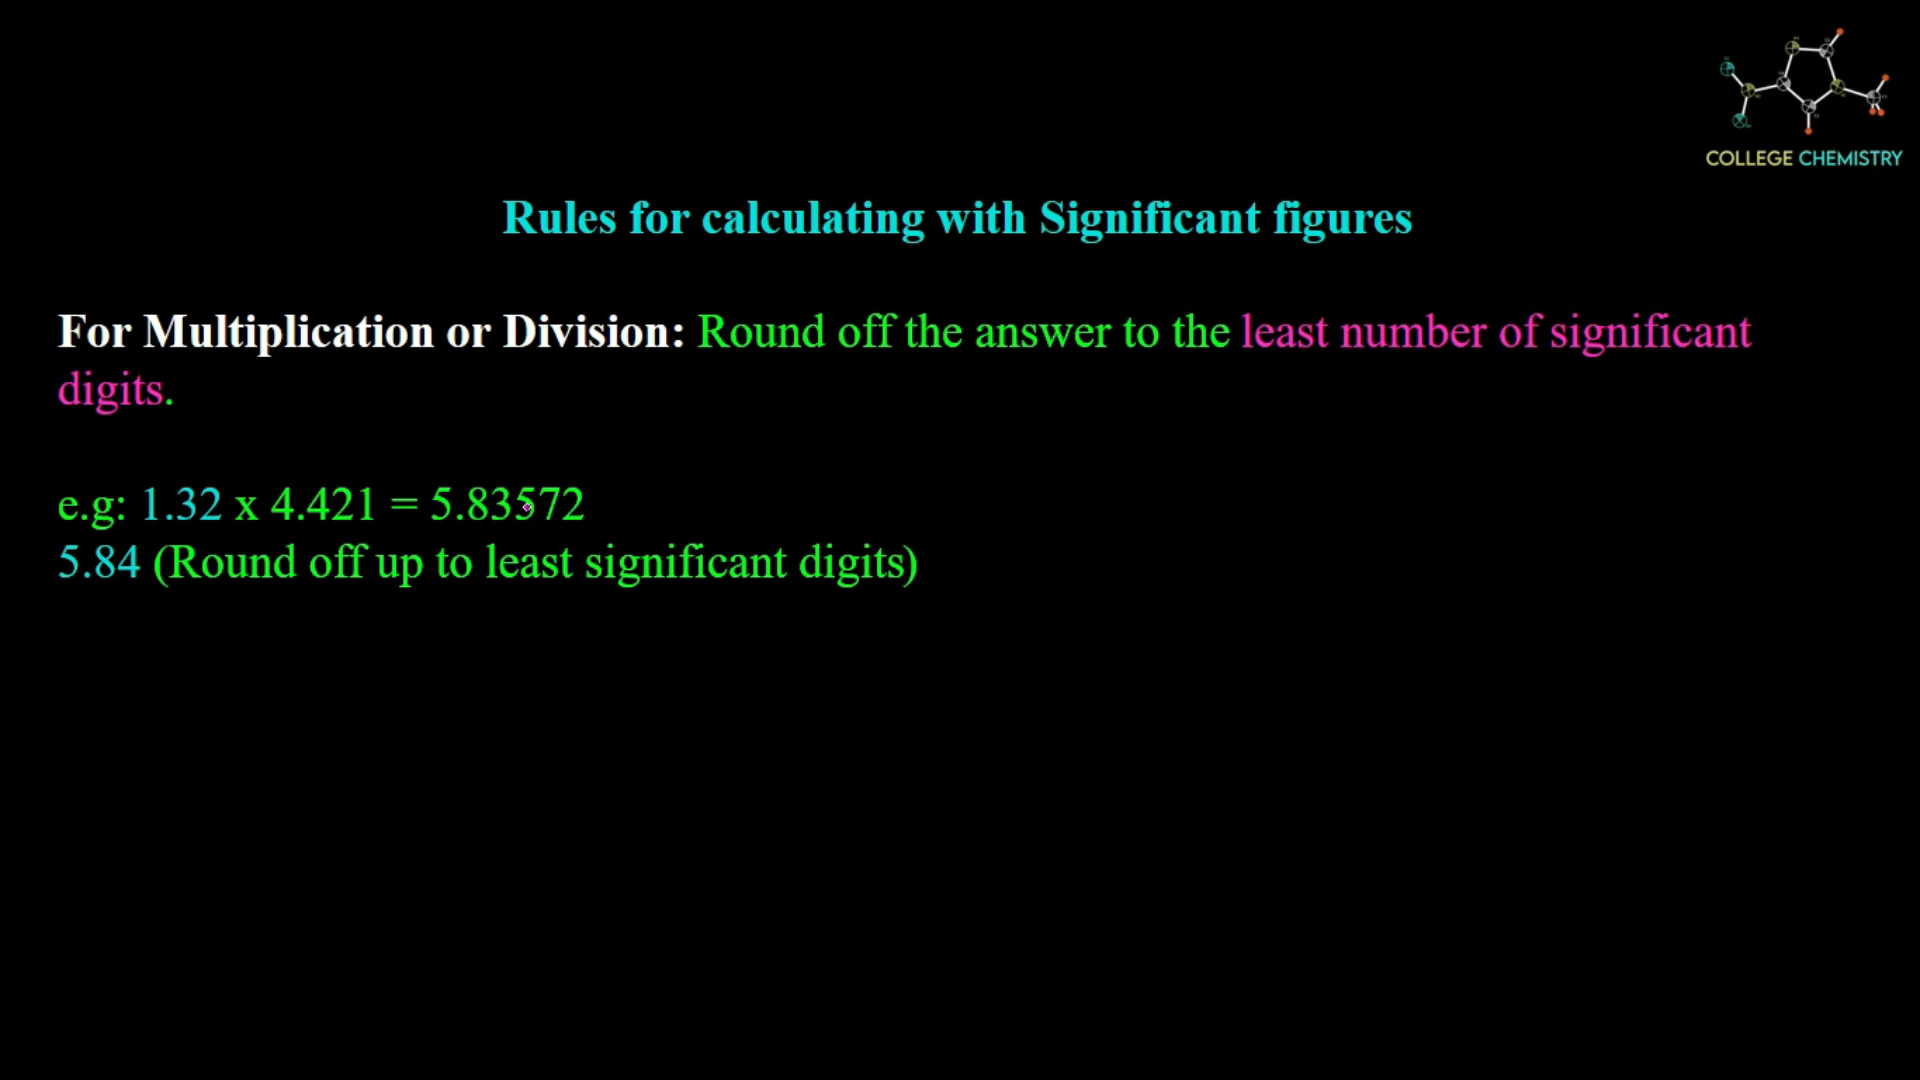 COLLEGE CHEMISTRY
Rules for calculating with Significant figures
For Multiplication or Division: Round off the answer to the least number of significant
digits.
e.g: 1.32 x 4.421 = 5.83572
5.84 (Round off up to least significant digits)